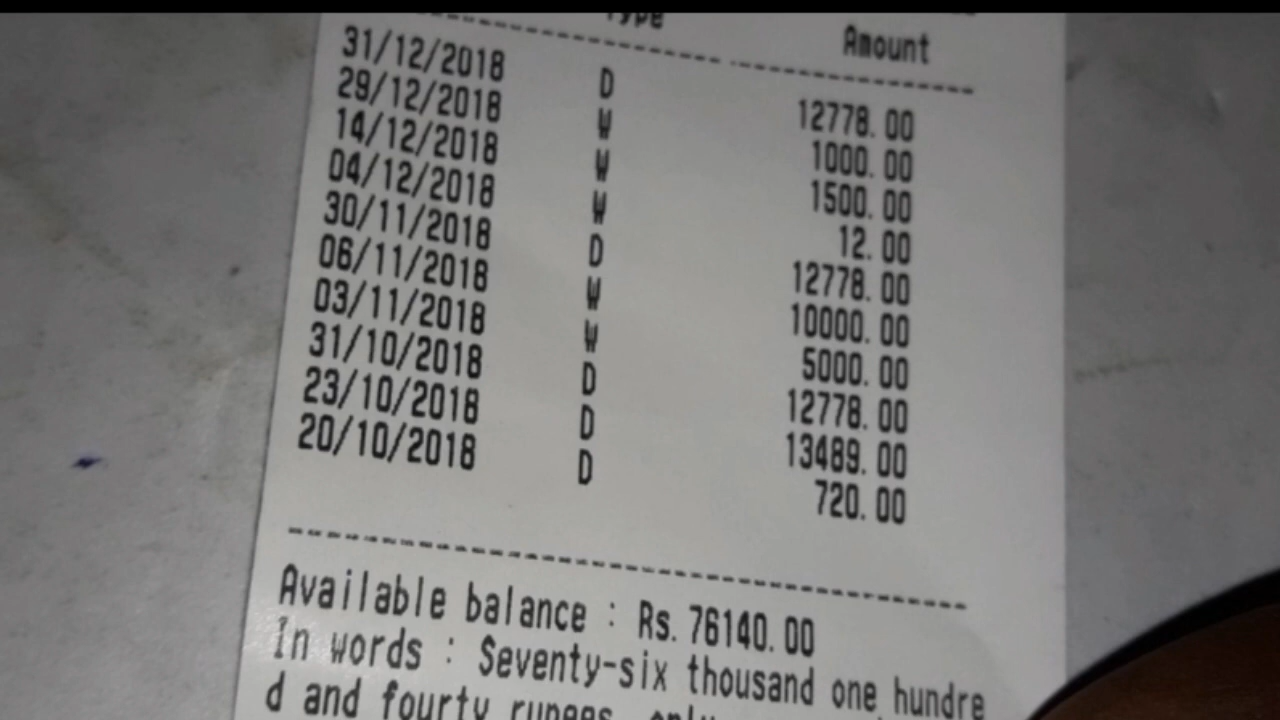 Type Amount
31/12/2018 D 12778.00
29/12/2018 W 1000.00
14/12/2018 W 1500.00
04/12/2018 W 12.00
30/11/2018 D 12778.00
06/11/2018 W 10000.00
03/11/2018 W 5000.00
31/10/2018 D 12778.00
23/10/2018 D 13489.00
20/10/2018 D 720.00
Available balance : Rs. 76140.00
In words : Seventy-six thousand one hundre
d and fourty rupees, only